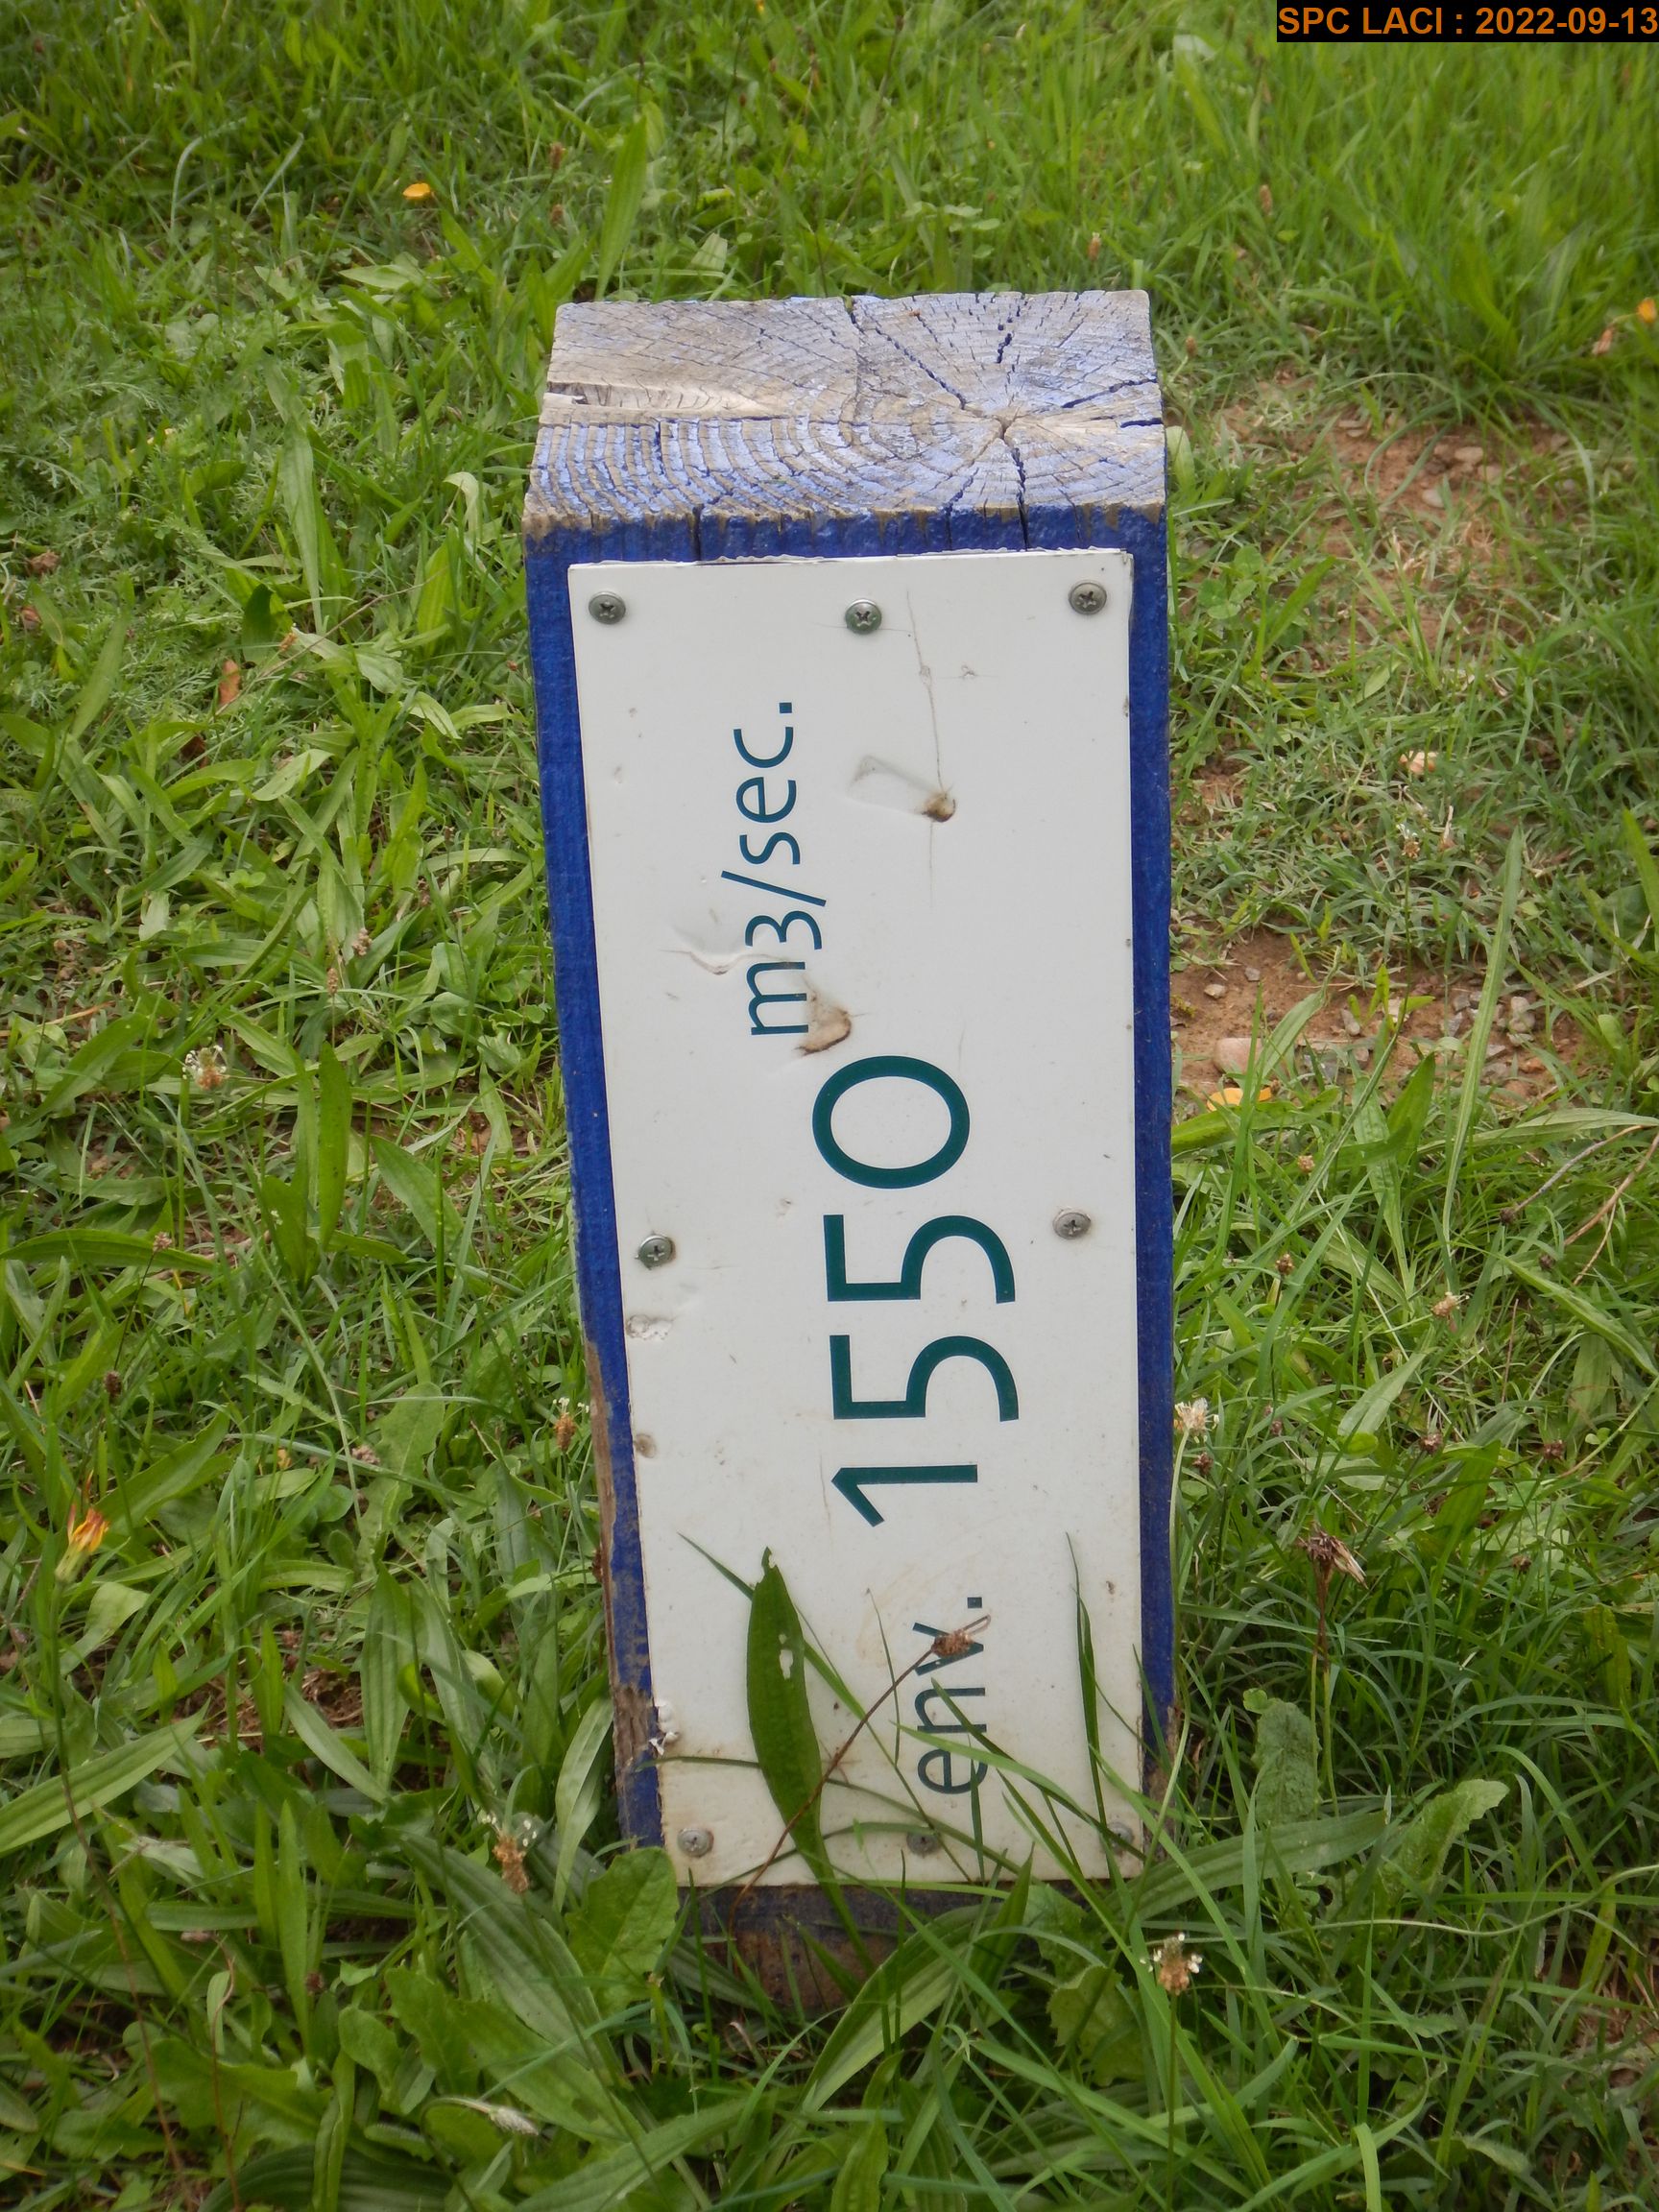 SPC LACI : 2022-09-13
env. 1550 m3/sec.